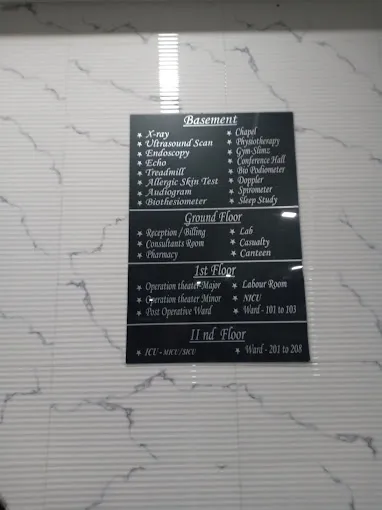 Basement
* X-ray
* Ultrasound Scan
* Endoscopy
* Echo
* Treadmill
* Allergic Skin Test
* Audiogram
* Biothesiometer
* Chapel
* Physiotherapy
* Gym-Slimz
* Conference Hall
* Bio Podiometer
* Doppler
* Spirometer
* Sleep Study
Ground Floor
* Reception / Billing
* Consultants Room
* Pharmacy
* Lab
* Casualty
* Canteen
1st Floor
* Operation theater Major
* Operation theater Minor
* Post Operative Ward
* Labour Room
* NICU
* Ward - 101 to 103
II nd Floor
* ICU - MICU/SICU
* Ward - 201 to 208